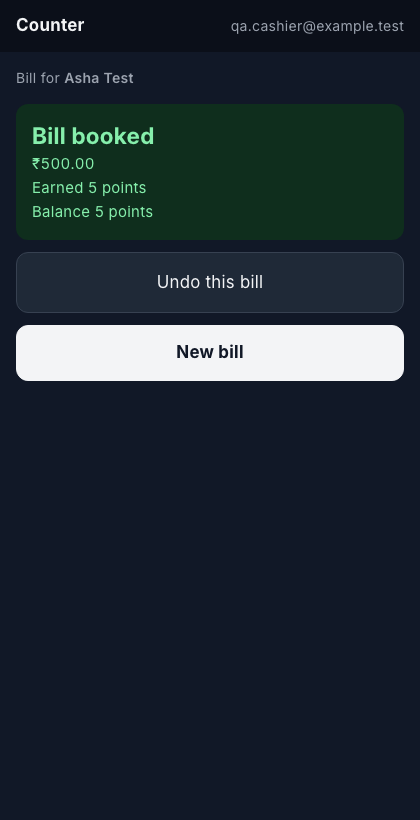 Counter
qa.cashier@example.test
Bill for Asha Test
Bill booked
₹500.00
Earned 5 points
Balance 5 points
Undo this bill
New bill